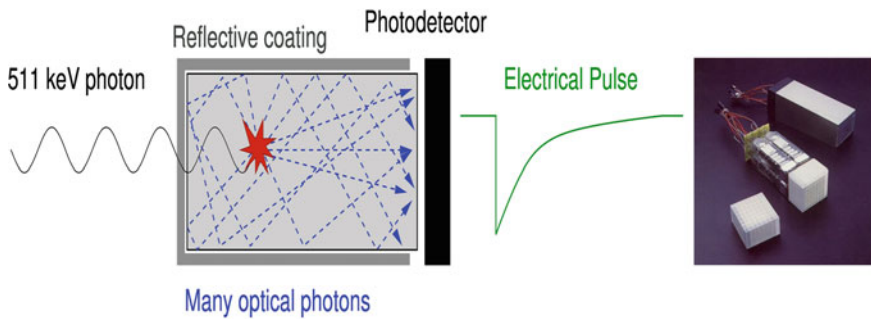 Photodetector
Reflective coating
511 keV photon
Electrical Pulse
Many optical photons